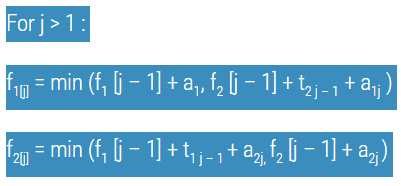 For j > 1 :
f₁[j] = min (f₁ [j − 1] + a₁, f₂ [j − 1] + t₂ j − 1 + a₁j )
f₂[j] = min (f₁ [j − 1] + t₁ j − 1 + a₂j, f₂ [j − 1] + a₂j )